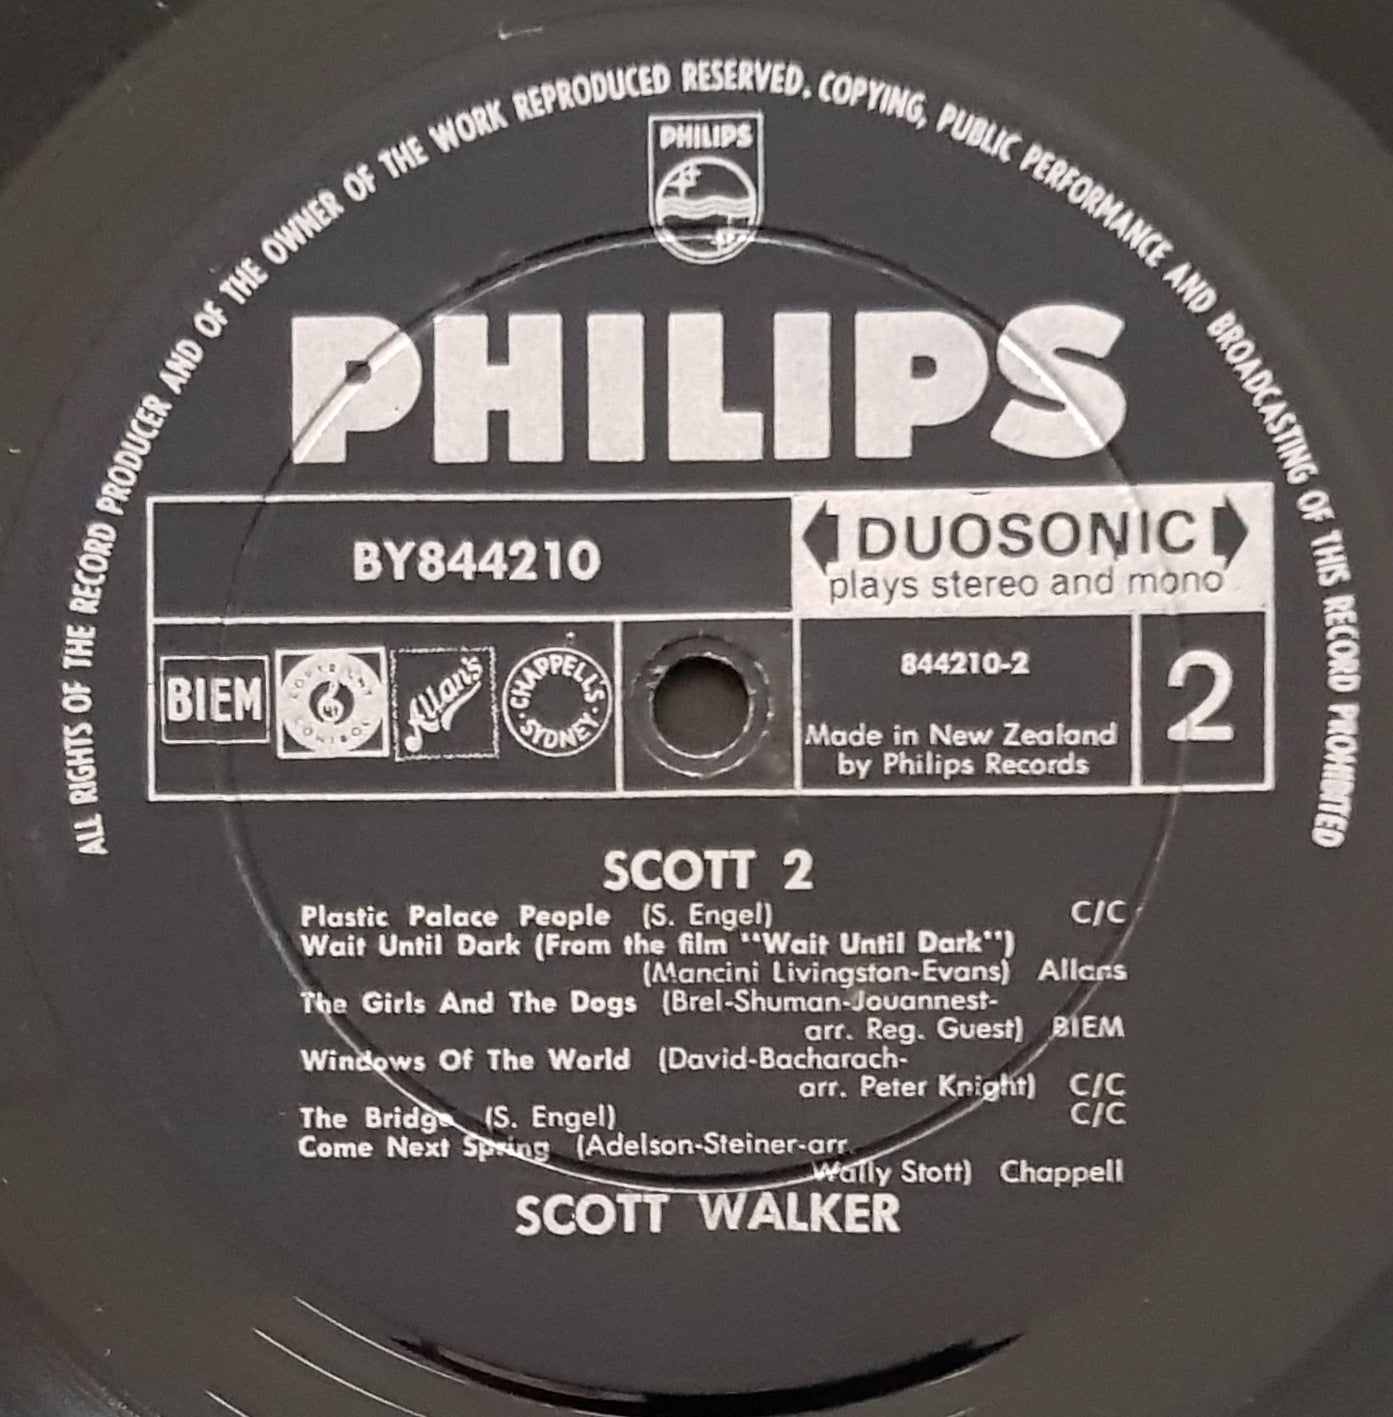 ALL RIGHTS OF THE RECORD PRODUCER AND OF THE OWNER OF THE WORK REPRODUCED RESERVED. COPYING, PUBLIC PERFORMANCE AND BROADCASTING OF THIS RECORD PROHIBITED
PHILIPS
PHILIPS
BY844210
DUOSONIC
plays stereo and mono
BIEM
COPYRIGHT CONTROL
Allan's
CHAPPELL'S SYDNEY
844210-2
Made in New Zealand
by Philips Records
2
SCOTT 2
Plastic Palace People (S. Engel) C/C
Wait Until Dark (From the film "Wait Until Dark")
(Mancini Livingston-Evans) Allans
The Girls And The Dogs (Brel-Shuman-Jouannest-
arr. Reg. Guest) BIEM
Windows Of The World (David-Bacharach-
arr. Peter Knight) C/C
The Bridge (S. Engel) C/C
Come Next Spring (Adelson-Steiner-arr.
Wally Stott) Chappell
SCOTT WALKER